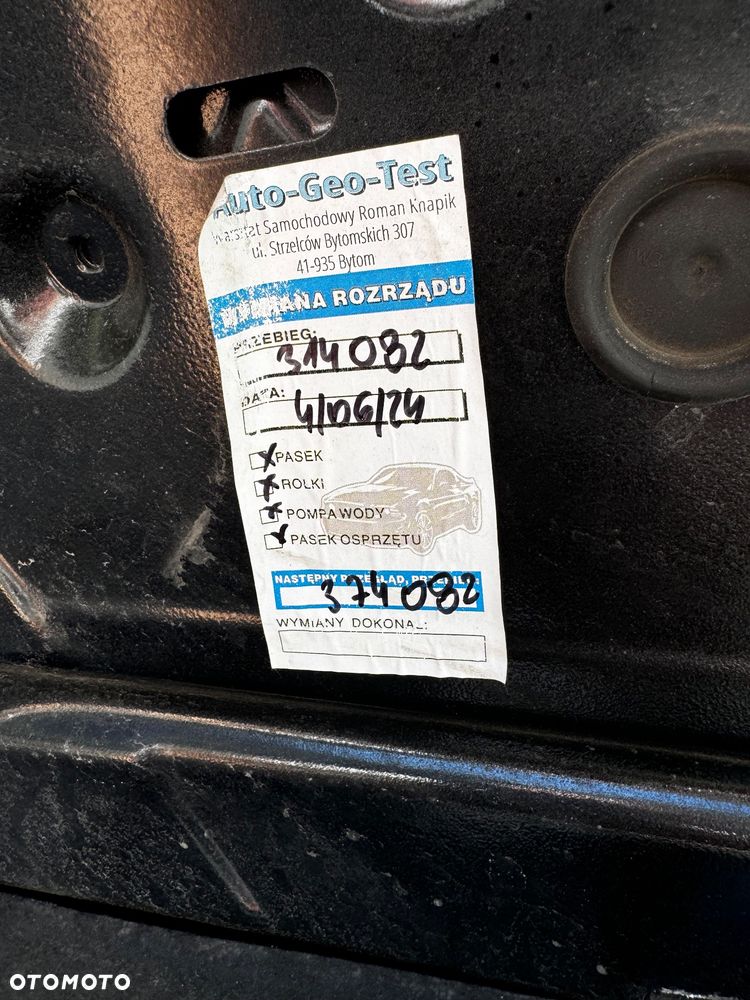 Auto-Geo-Test
Warsztat Samochodowy Roman Knapik
ul. Strzelców Bytomskich 307
41-935 Bytom
WYMIANA ROZRZĄDU
PRZEBIEG:
314082
DATA:
4/06/24
PASEK
ROLKI
POMPA WODY
PASEK OSPRZĘTU
NASTĘPNY PRZEGLĄD, PRZEBIEG:
374082
WYMIANY DOKONAŁ:
OTOMOTO